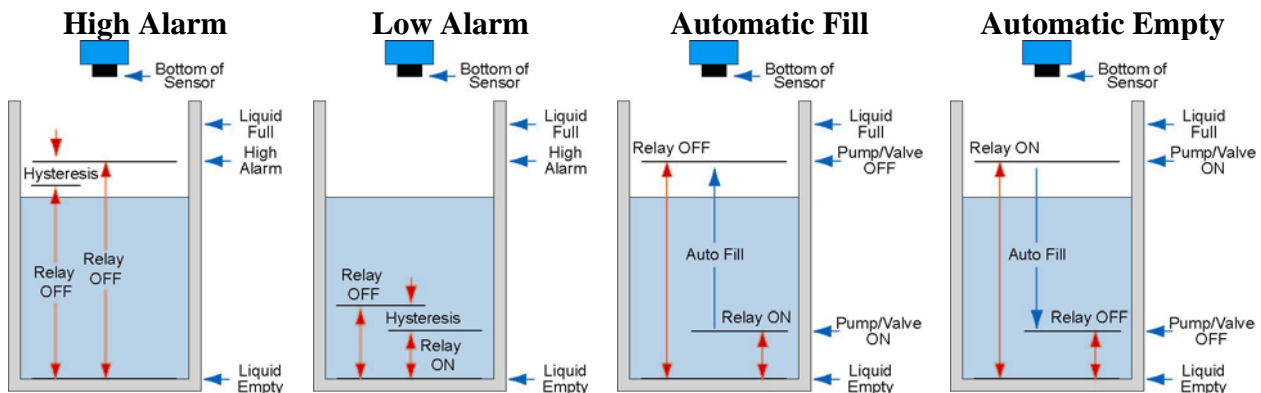 High Alarm
Bottom of
Sensor
Liquid
Full
High
Alarm
Hysteresis
Relay
OFF
Relay
OFF
Liquid
Empty
Low Alarm
Bottom of
Sensor
Liquid
Full
High
Alarm
Relay
OFF
Hysteresis
Relay
ON
Liquid
Empty
Automatic Fill
Bottom of
Sensor
Liquid
Full
Relay OFF
Pump/Valve
OFF
Auto Fill
Relay ON
Pump/Valve
ON
Liquid
Empty
Automatic Empty
Bottom of
Sensor
Liquid
Full
Relay ON
Pump/Valve
ON
Auto Fill
Relay OFF
Pump/Valve
OFF
Liquid
Empty